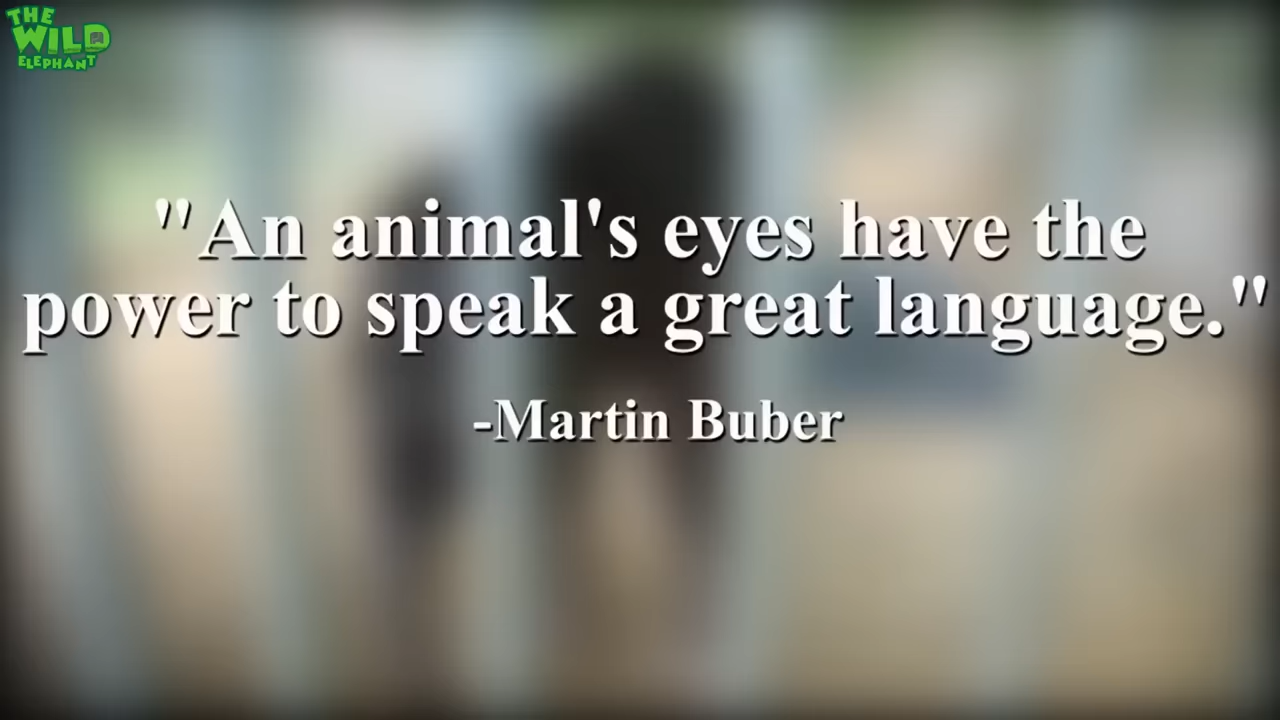 THE
WILD
ELEPHANT
"An animal's eyes have the
power to speak a great language."
-Martin Buber